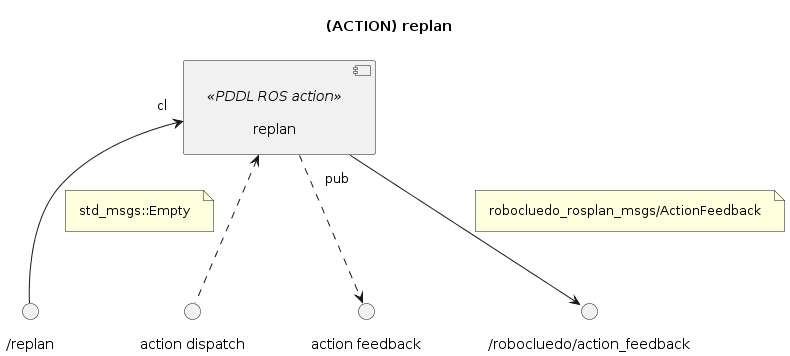 (ACTION) replan
cl
«PDDL ROS action»
replan
pub
std_msgs::Empty
robocluedo_rosplan_msgs/ActionFeedback
/replan
action dispatch
action feedback
/robocluedo/action_feedback